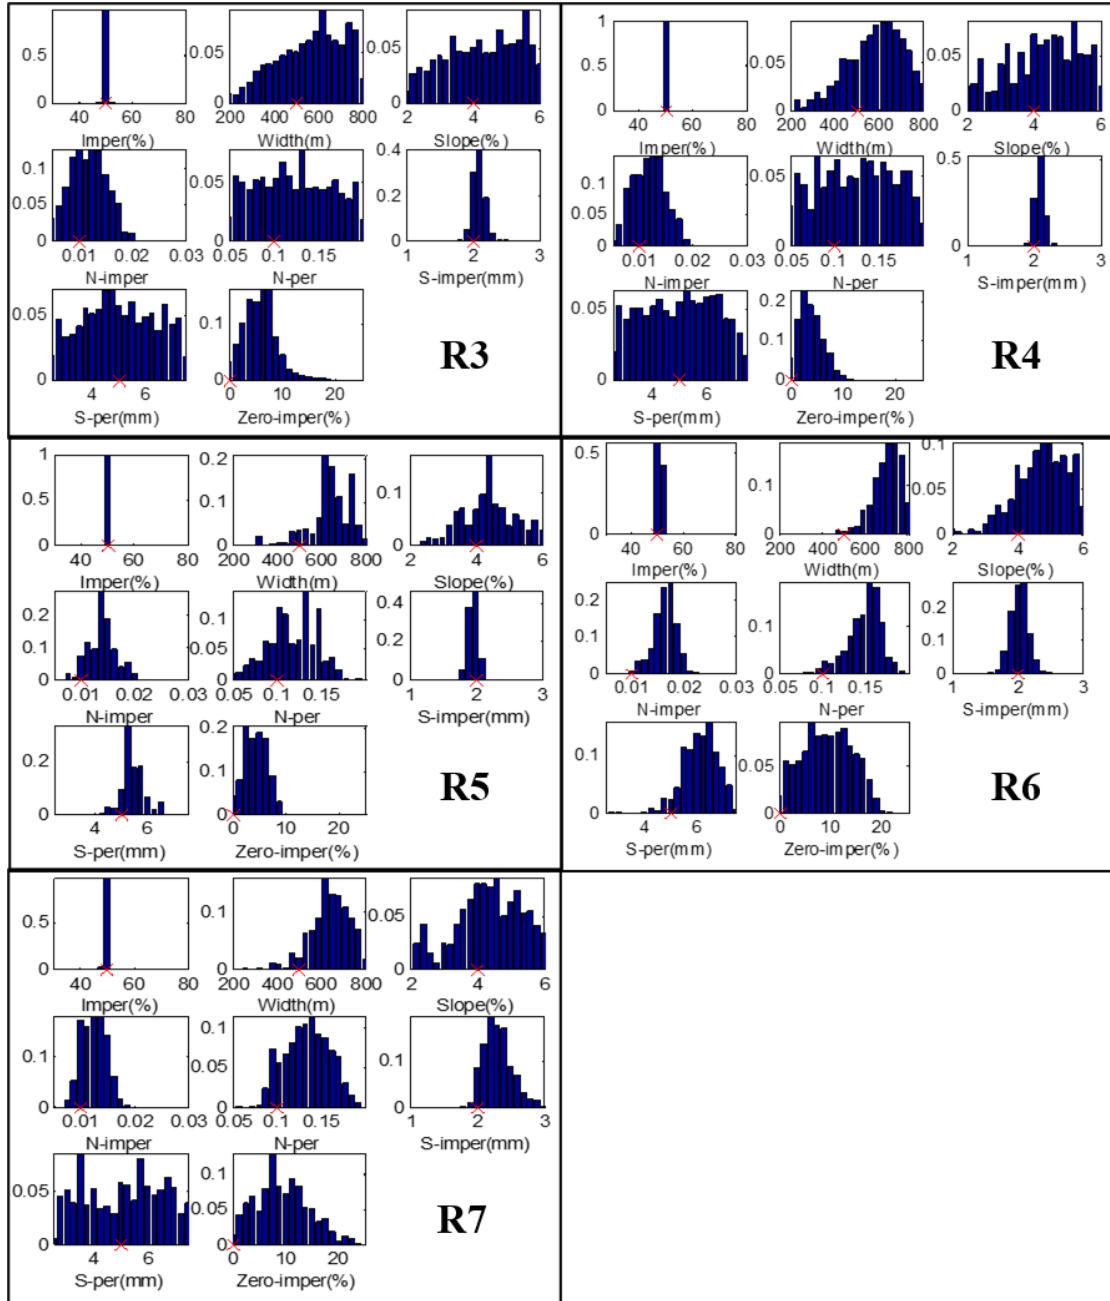 0.5
0
40 60 80
Imper(%)
0.05
0
200 400 600 800
Width(m)
0.05
0
2 4 6
Slope(%)
0.1
0.05
0
0.01 0.02 0.03
N-imper
0.05
0
0.05 0.1 0.15
N-per
0.4
0.2
0
1 2 3
S-imper(mm)
0.05
0
4 6
S-per(mm)
0.1
0
0 10 20
Zero-imper(%)
R3
1
0.5
0
40 60 80
Imper(%)
0.05
0
200 400 600 800
Width(m)
0.05
0
2 4 6
Slope(%)
0.1
0.05
0
0.01 0.02 0.03
N-imper
0.05
0
0.05 0.1 0.15
N-per
0.5
0
1 2 3
S-imper(mm)
0.05
0
4 6
S-per(mm)
0.2
0.1
0
0 10 20
Zero-imper(%)
R4
1
0.5
0
40 60 80
Imper(%)
0.2
0.1
0
200 400 600 800
Width(m)
0.1
0
2 4 6
Slope(%)
0.2
0.1
0
0.01 0.02 0.03
N-imper
0.1
0.05
0
0.05 0.1 0.15
N-per
0.4
0.2
0
1 2 3
S-imper(mm)
0.2
0
4 6
S-per(mm)
0.2
0.1
0
0 10 20
Zero-imper(%)
R5
0.5
0
40 60 80
Imper(%)
0.1
0
200 400 600 800
Width(m)
0.1
0.05
0
2 4 6
Slope(%)
0.2
0.1
0
0.01 0.02 0.03
N-imper
0.2
0.1
0
0.05 0.1 0.15
N-per
0.2
0.1
0
1 2 3
S-imper(mm)
0.1
0
4 6
S-per(mm)
0.05
0
0 10 20
Zero-imper(%)
R6
0.5
0
40 60 80
Imper(%)
0.1
0
200 400 600 800
Width(m)
0.05
0
2 4 6
Slope(%)
0.1
0
0.01 0.02 0.03
N-imper
0.1
0.05
0
0.05 0.1 0.15
N-per
0.1
0
1 2 3
S-imper(mm)
0.05
0
4 6
S-per(mm)
0.1
0
0 10 20
Zero-imper(%)
R7